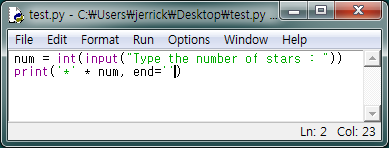 test.py - C:₩Users₩jerrick₩Desktop₩test.py ...
File Edit Format Run Options Window Help
num = int(input("Type the number of stars : "))
print('*' * num, end='')
Ln: 2 Col: 23